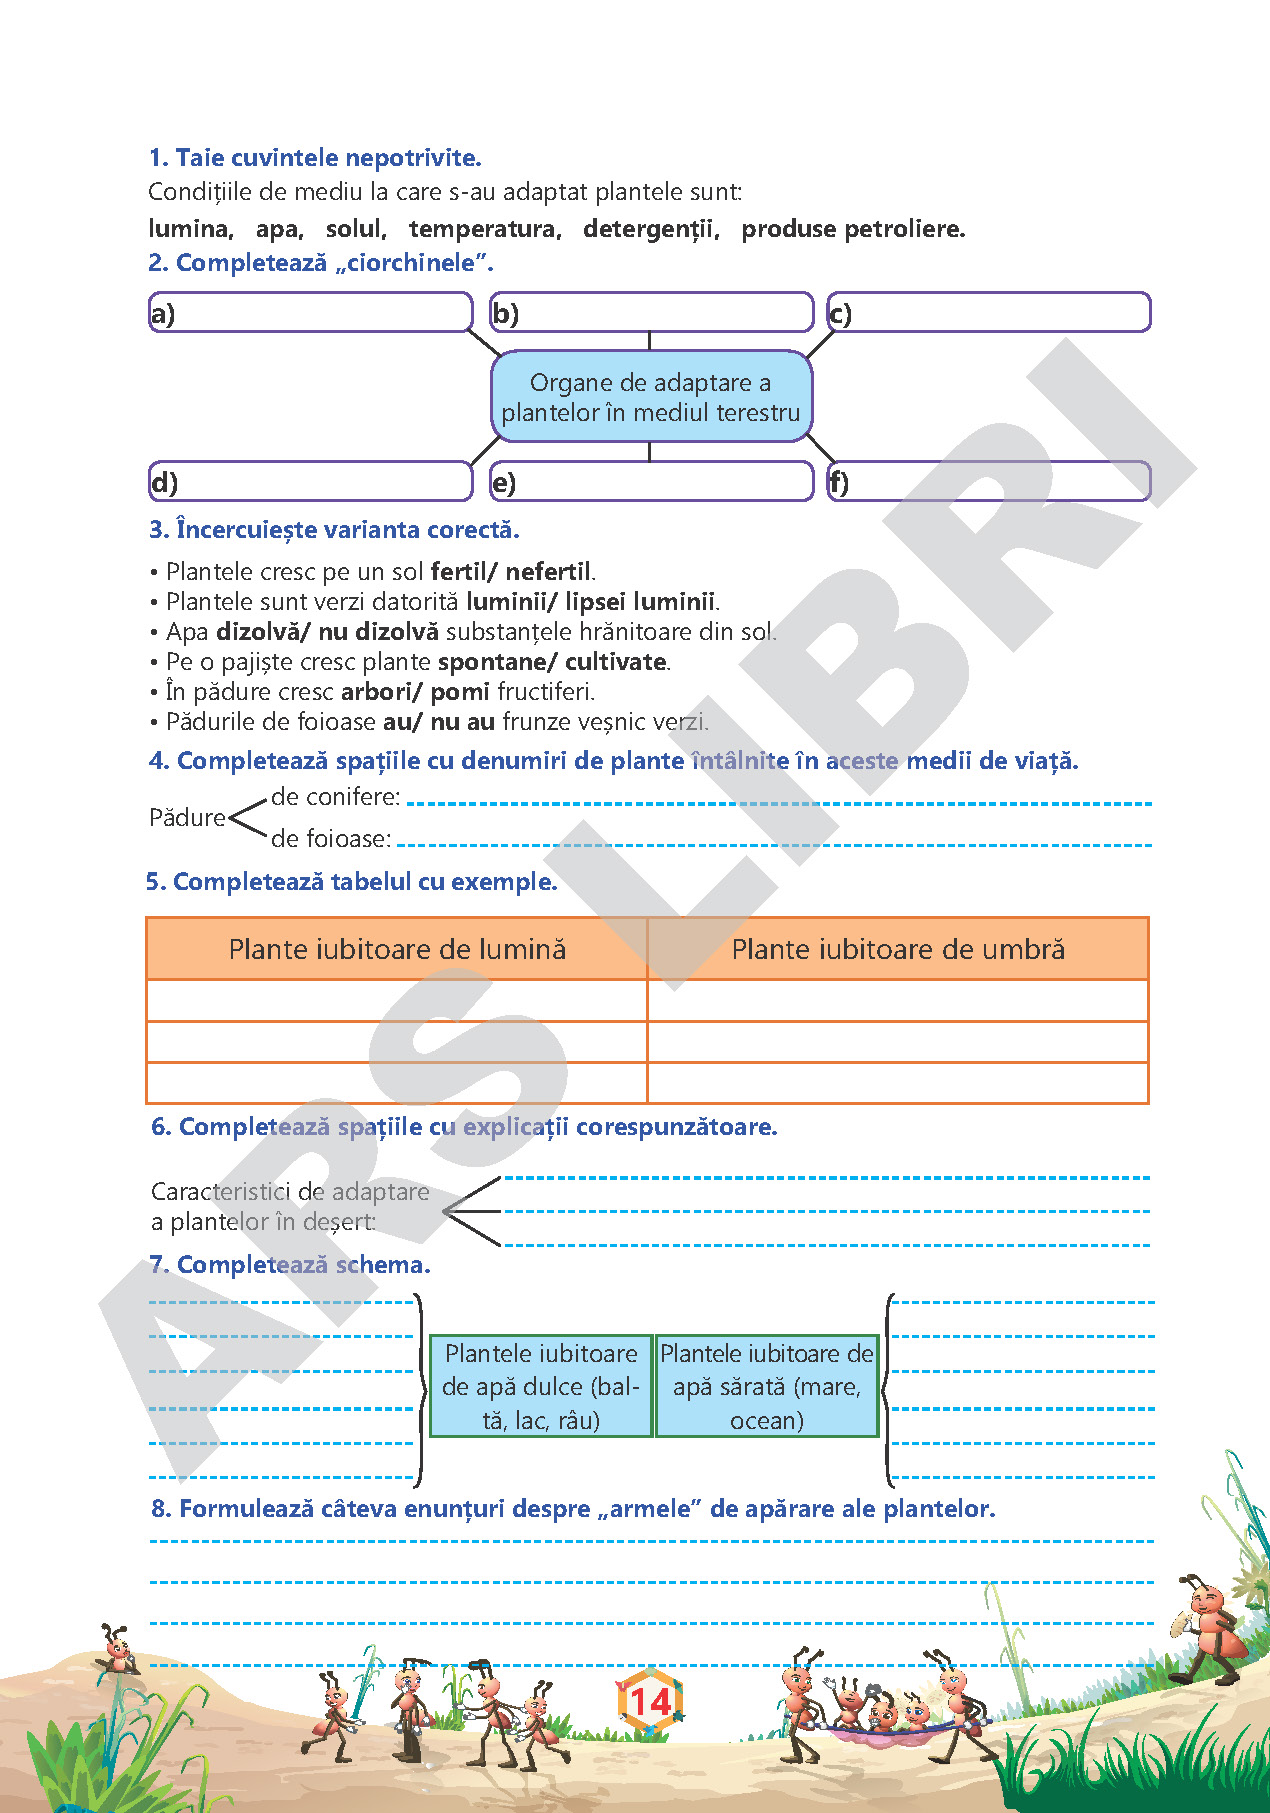 1. Taie cuvintele nepotrivite.
Condițiile de mediu la care s-au adaptat plantele sunt:
lumina, apa, solul, temperatura, detergenții, produse petroliere.
2. Completează „ciorchinele”.
a)
b)
c)
Organe de adaptare a
plantelor în mediul terestru
d)
e)
f)
3. Încercuiește varianta corectă.
• Plantele cresc pe un sol fertil/ nefertil.
• Plantele sunt verzi datorită luminii/ lipsei luminii.
• Apa dizolvă/ nu dizolvă substanțele hrănitoare din sol.
• Pe o pajiște cresc plante spontane/ cultivate.
• În pădure cresc arbori/ pomi fructiferi.
• Pădurile de foioase au/ nu au frunze veșnic verzi.
4. Completează spațiile cu denumiri de plante întâlnite în aceste medii de viață.
Pădure
de conifere:
de foioase:
5. Completează tabelul cu exemple.
Plante iubitoare de lumină
Plante iubitoare de umbră
6. Completează spațiile cu explicații corespunzătoare.
Caracteristici de adaptare
a plantelor în deșert:
7. Completează schema.
Plantele iubitoare
de apă dulce (bal-
tă, lac, râu)
Plantele iubitoare de
apă sărată (mare,
ocean)
8. Formulează câteva enunțuri despre „armele” de apărare ale plantelor.
14
ARS LIBRI